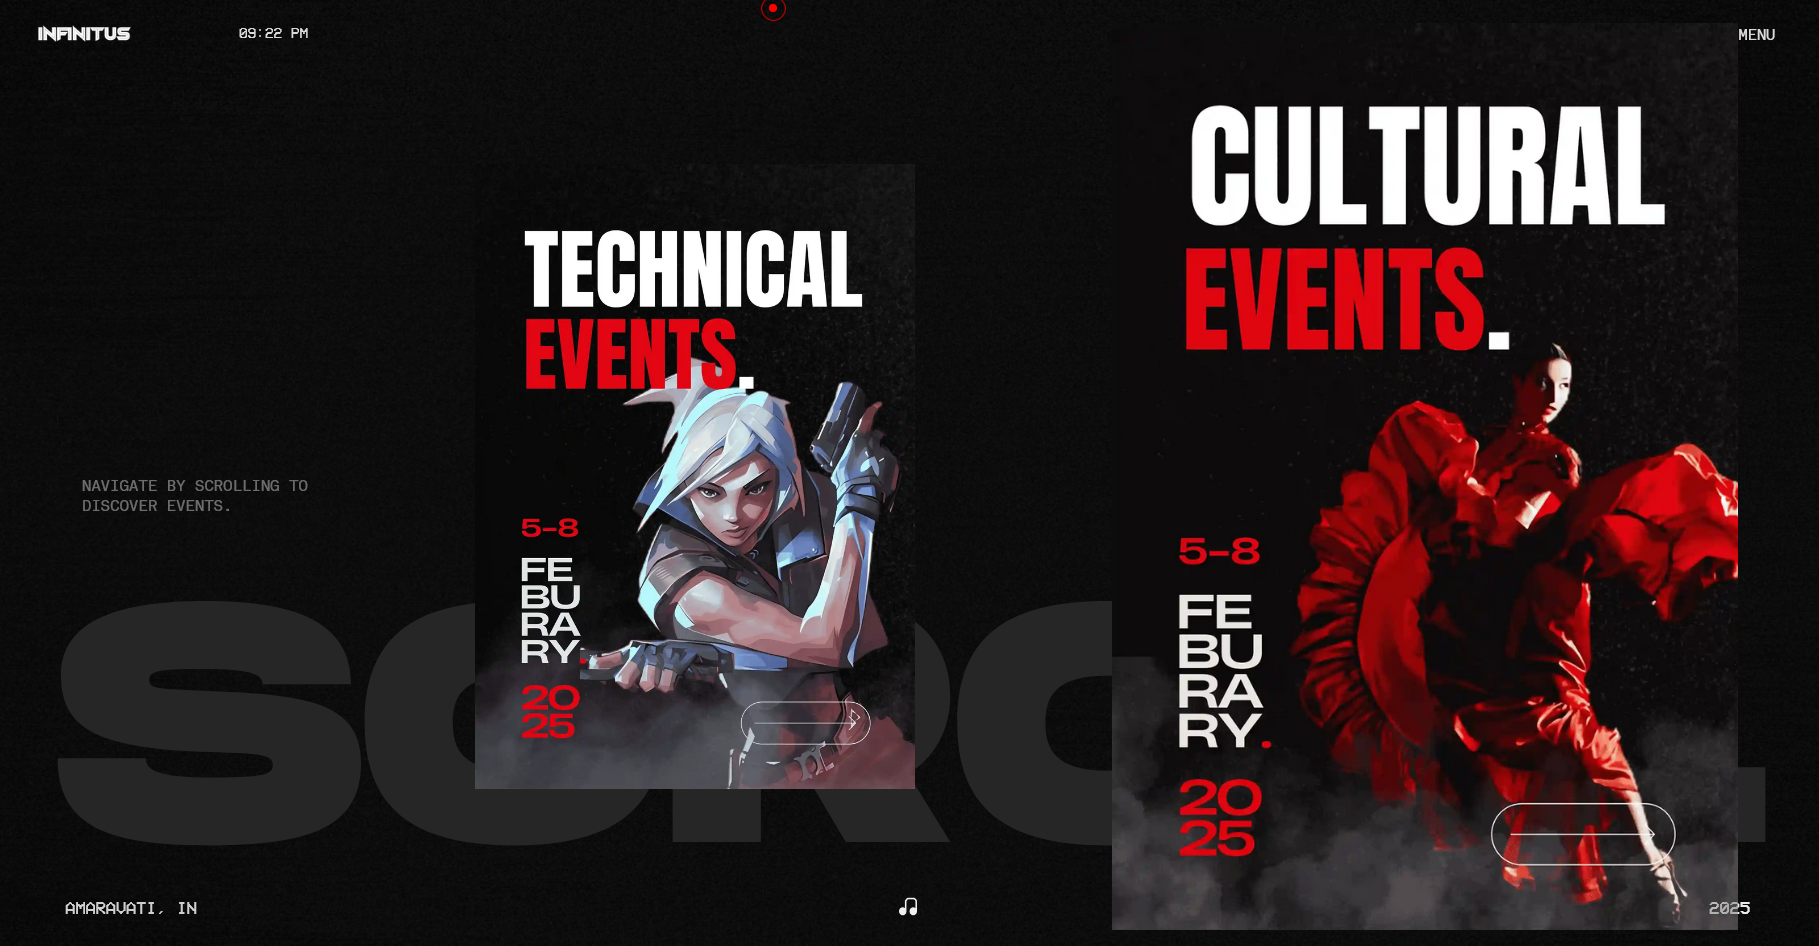 INFINITUS
09:22 PM
MENU
NAVIGATE BY SCROLLING TO
DISCOVER EVENTS.
TECHNICAL
EVENTS.
5-8
FE
BU
RA
RY.
20
25
CULTURAL
EVENTS.
5-8
FE
BU
RA
RY.
20
25
AMARAVATI, IN
2025